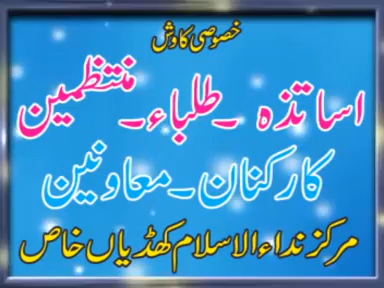 خصوصی کاوش
اساتذہ ۔ طلباء ۔ منتظمین
کارکنان ۔ معاونین
مرکز نداء الاسلام کھڈیاں خاص